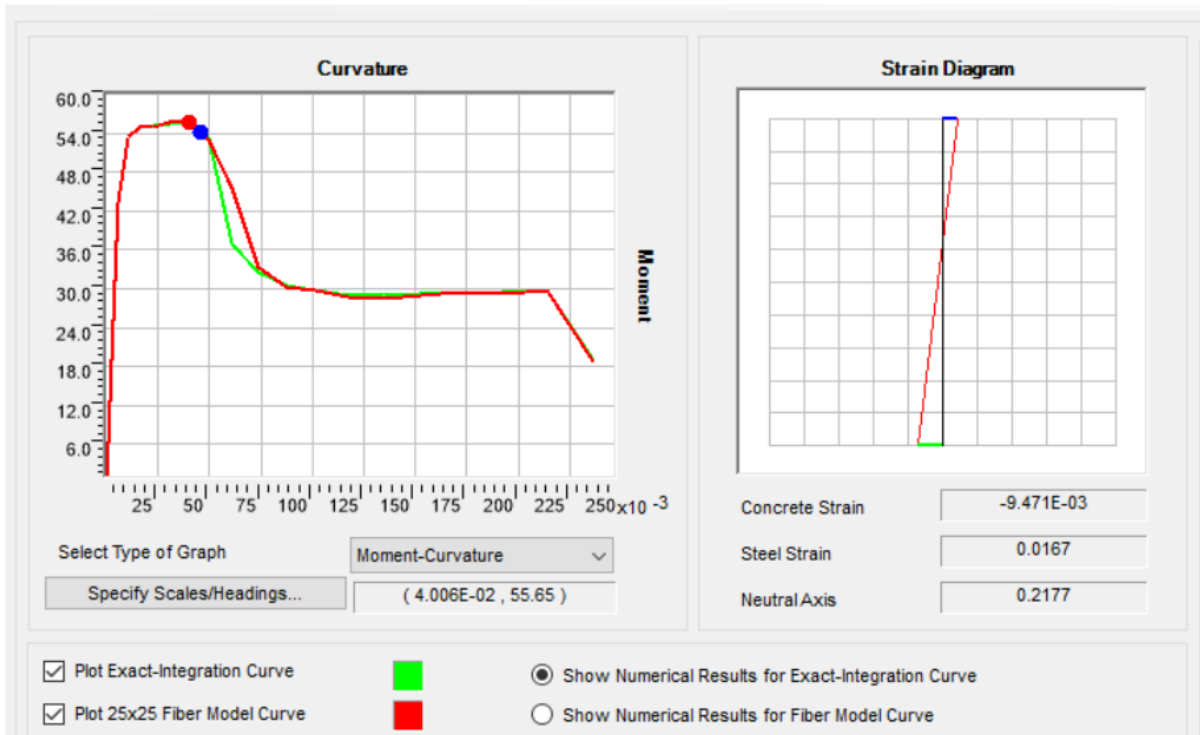 Curvature
60.0
54.0
48.0
42.0
36.0
30.0
24.0
18.0
12.0
6.0
25 50 75 100 125 150 175 200 225 250 x10 -3
Moment
Select Type of Graph Moment-Curvature
Specify Scales/Headings... ( 4.006E-02 , 55.65 )
Strain Diagram
Concrete Strain -9.471E-03
Steel Strain 0.0167
Neutral Axis 0.2177
Plot Exact-Integration Curve Show Numerical Results for Exact-Integration Curve
Plot 25x25 Fiber Model Curve Show Numerical Results for Fiber Model Curve